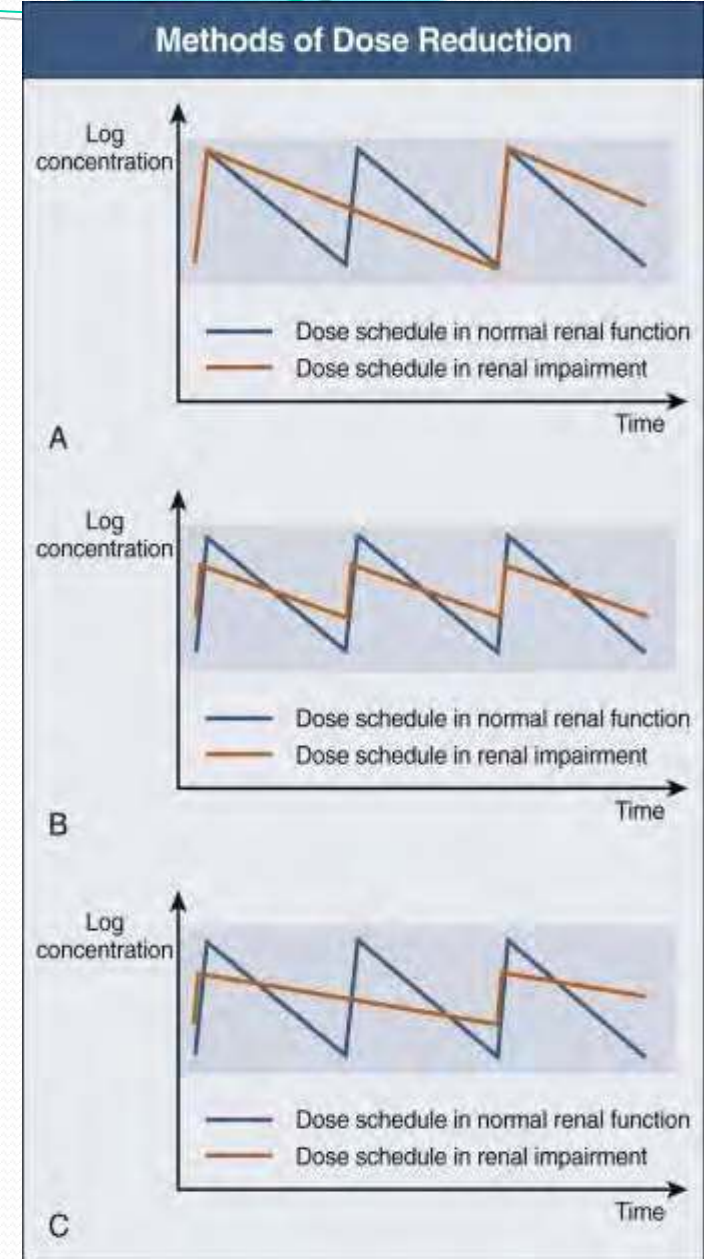 Methods of Dose Reduction
Log
concentration
Dose schedule in normal renal function
Dose schedule in renal impairment
Time
A
Log
concentration
Dose schedule in normal renal function
Dose schedule in renal impairment
Time
B
Log
concentration
Dose schedule in normal renal function
Dose schedule in renal impairment
Time
C